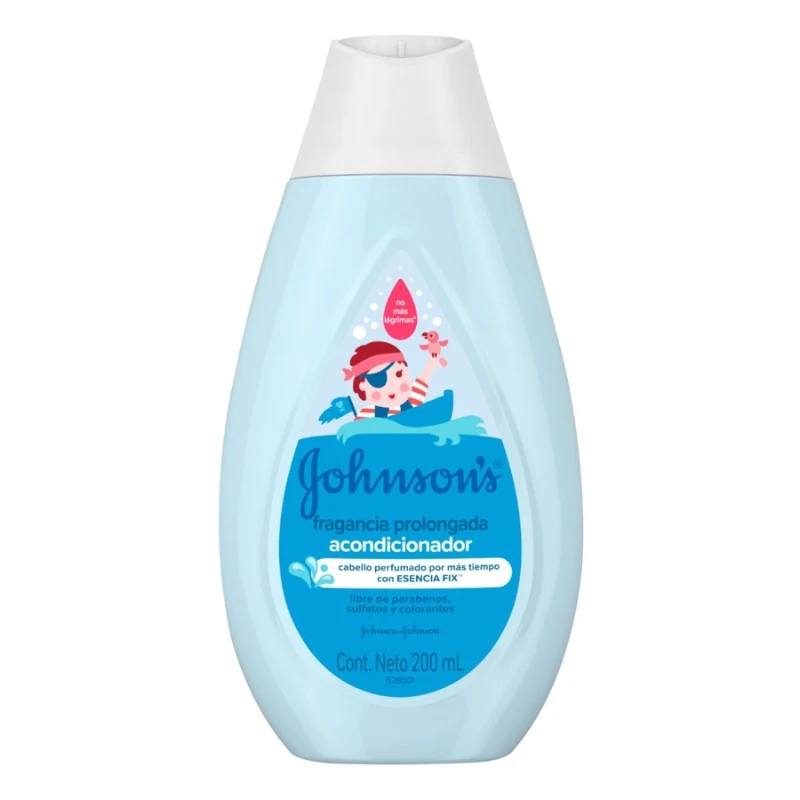 no
más
lágrimas*
Johnson's®
fragancia prolongada
acondicionador
cabello perfumado por más tiempo
con ESENCIA FIX™
libre de parabenos,
sulfatos y colorantes
Johnson & Johnson
Cont. Neto 200 mL